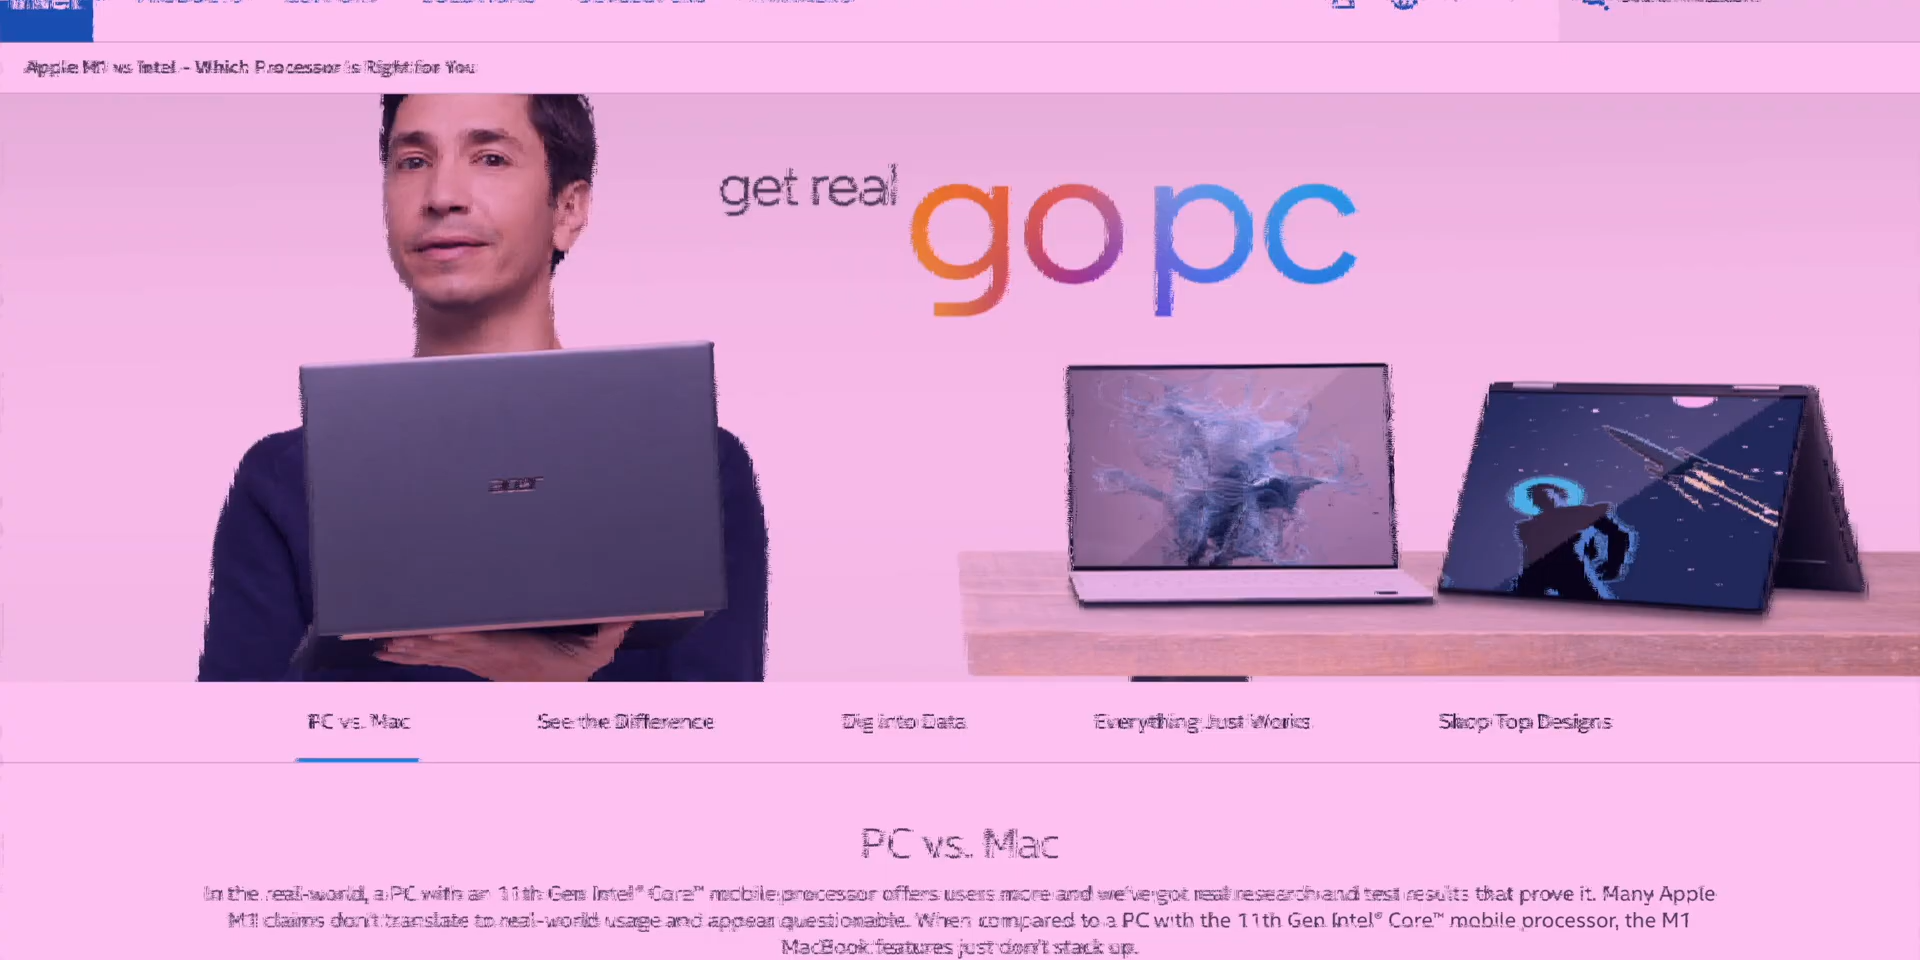 intel
Apple M1 vs Intel – Which Processor is Right for You
get real
go pc
acer
PC vs. Mac
See the Difference
Dig into Data
Everything Just Works
Shop Top Designs
PC vs. Mac
In the real-world, a PC with an 11th Gen Intel® Core™ mobile processor offers users more and we've got real research and test results that prove it. Many Apple
M1 claims don't translate to real-world usage and appear questionable. When compared to a PC with the 11th Gen Intel® Core™ mobile processor, the M1
MacBook features just don't stack up.